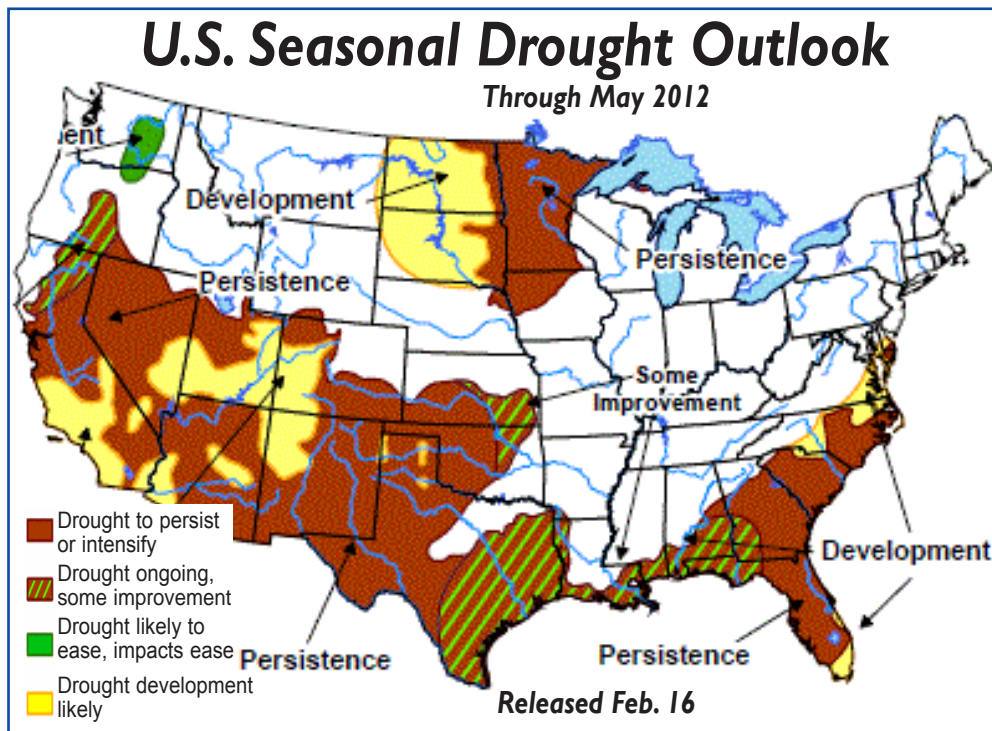 U.S. Seasonal Drought Outlook
Through May 2012
ent
Development
Persistence
Persistence
Some
Improvement
Development
Persistence
Persistence
Drought to persist
or intensify
Drought ongoing,
some improvement
Drought likely to
ease, impacts ease
Drought development
likely
Released Feb. 16